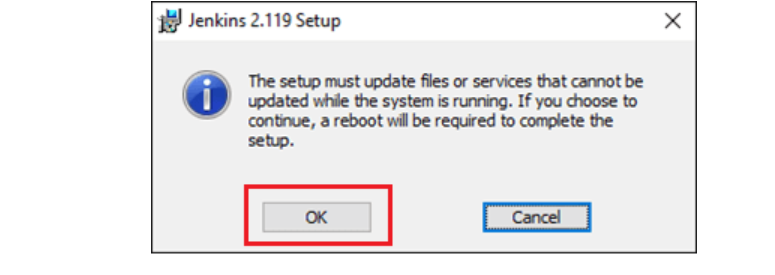 Jenkins 2.119 Setup
The setup must update files or services that cannot be
updated while the system is running. If you choose to
continue, a reboot will be required to complete the
setup.
OK
Cancel